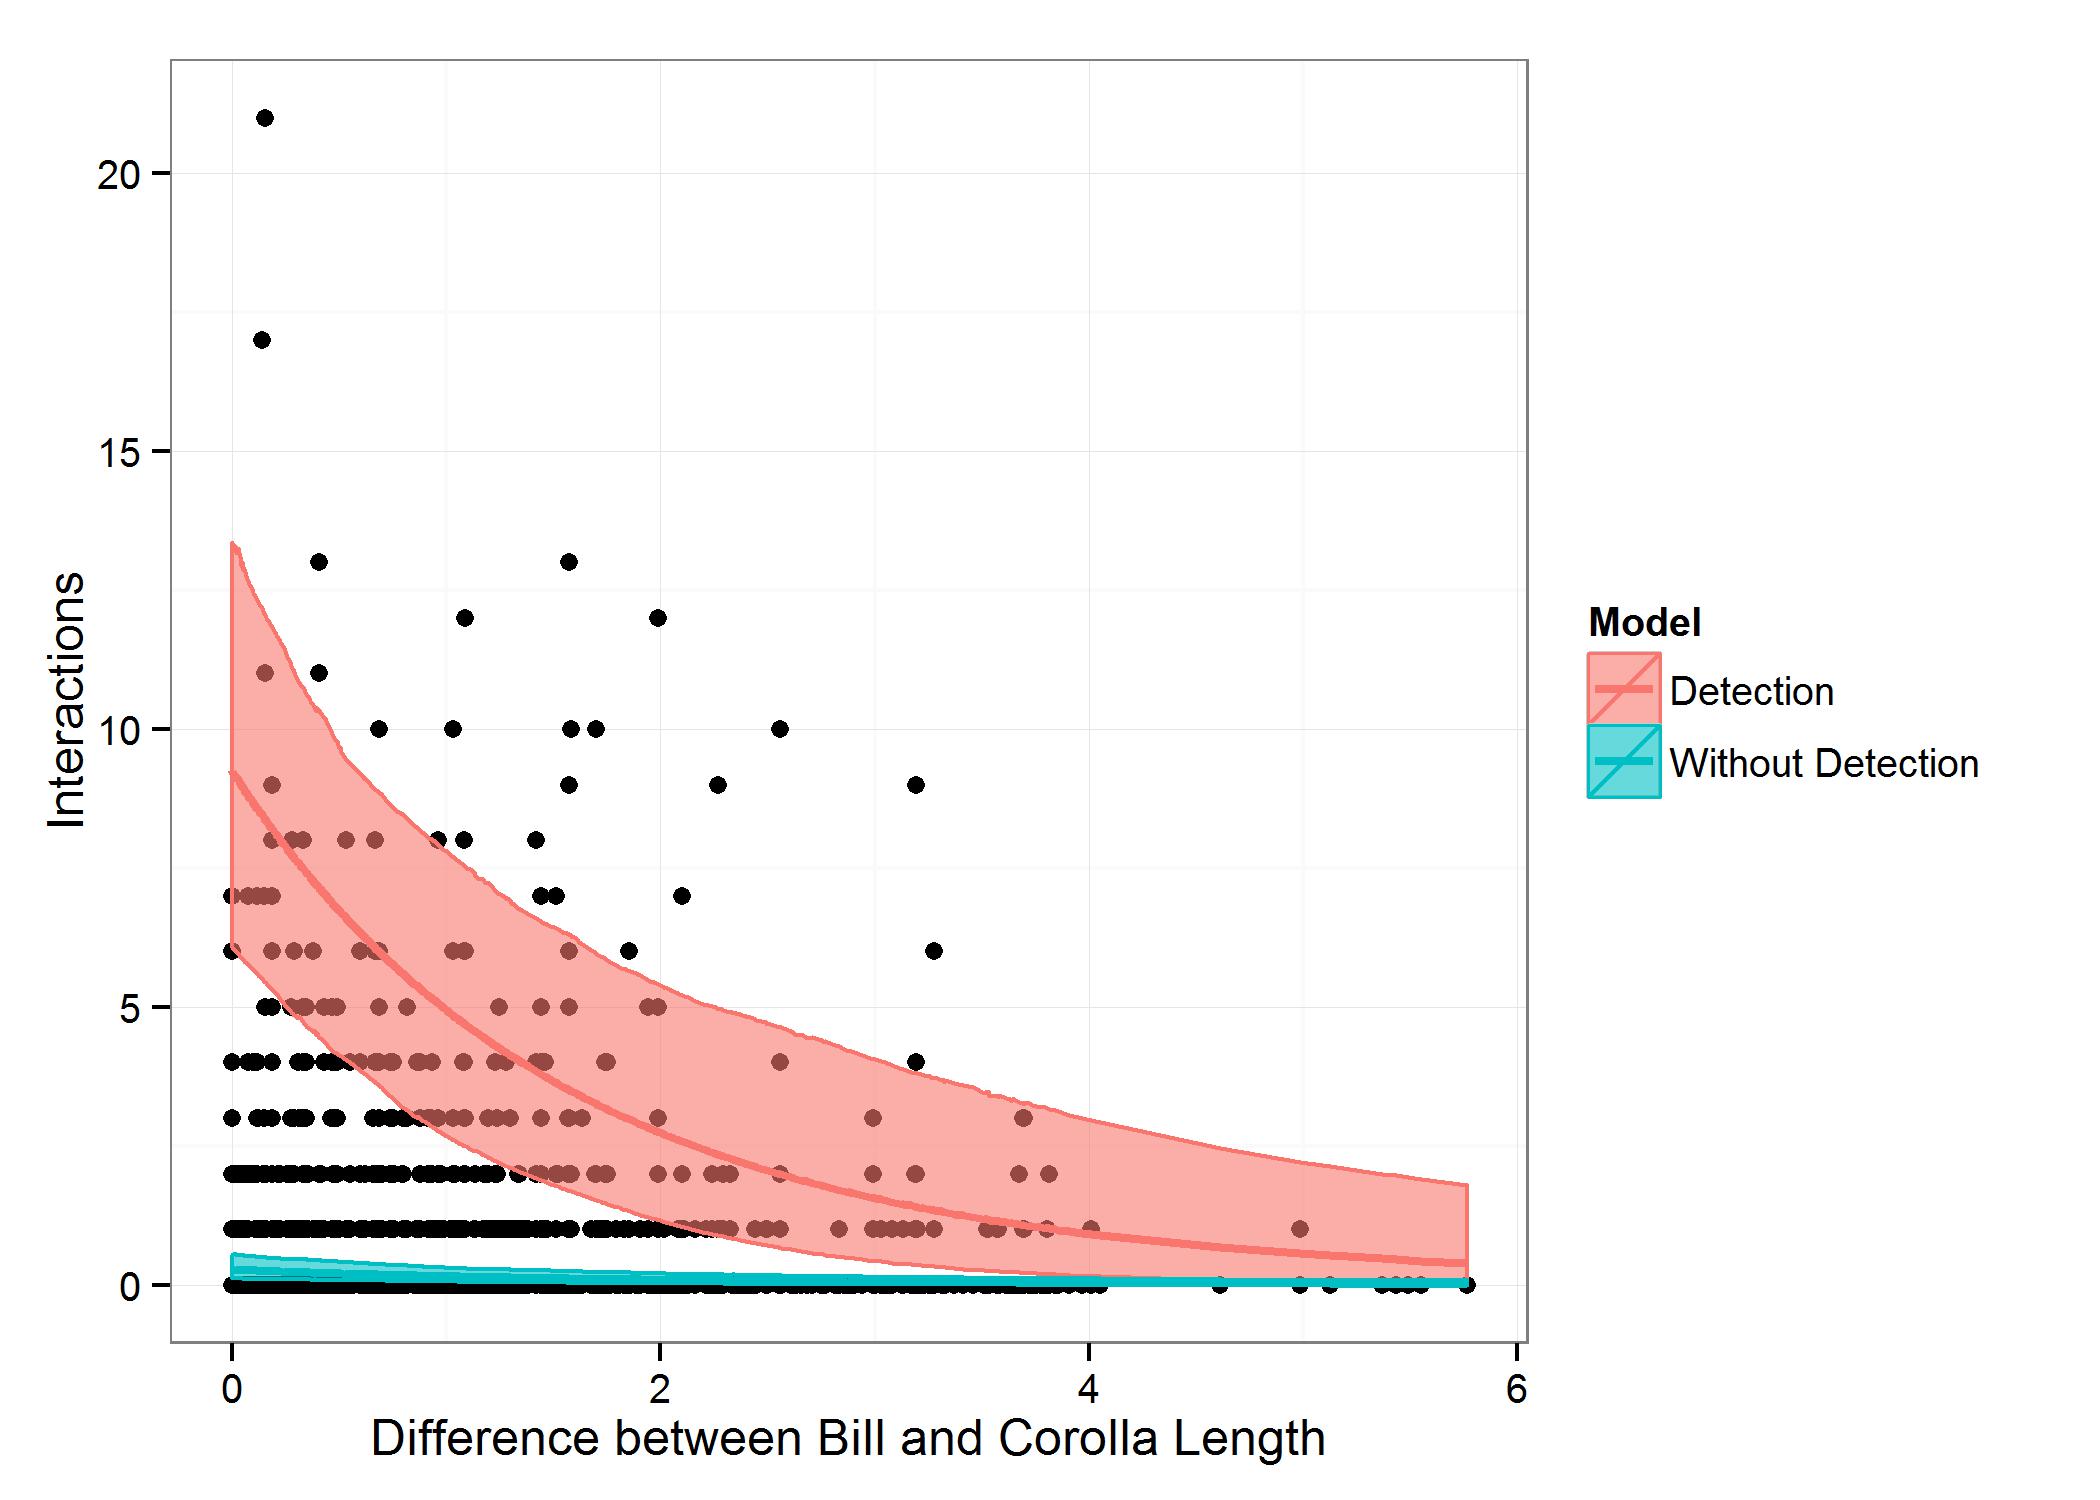 20
15
10
5
0
Interactions
0 2 4 6
Difference between Bill and Corolla Length
Model
Detection
Without Detection